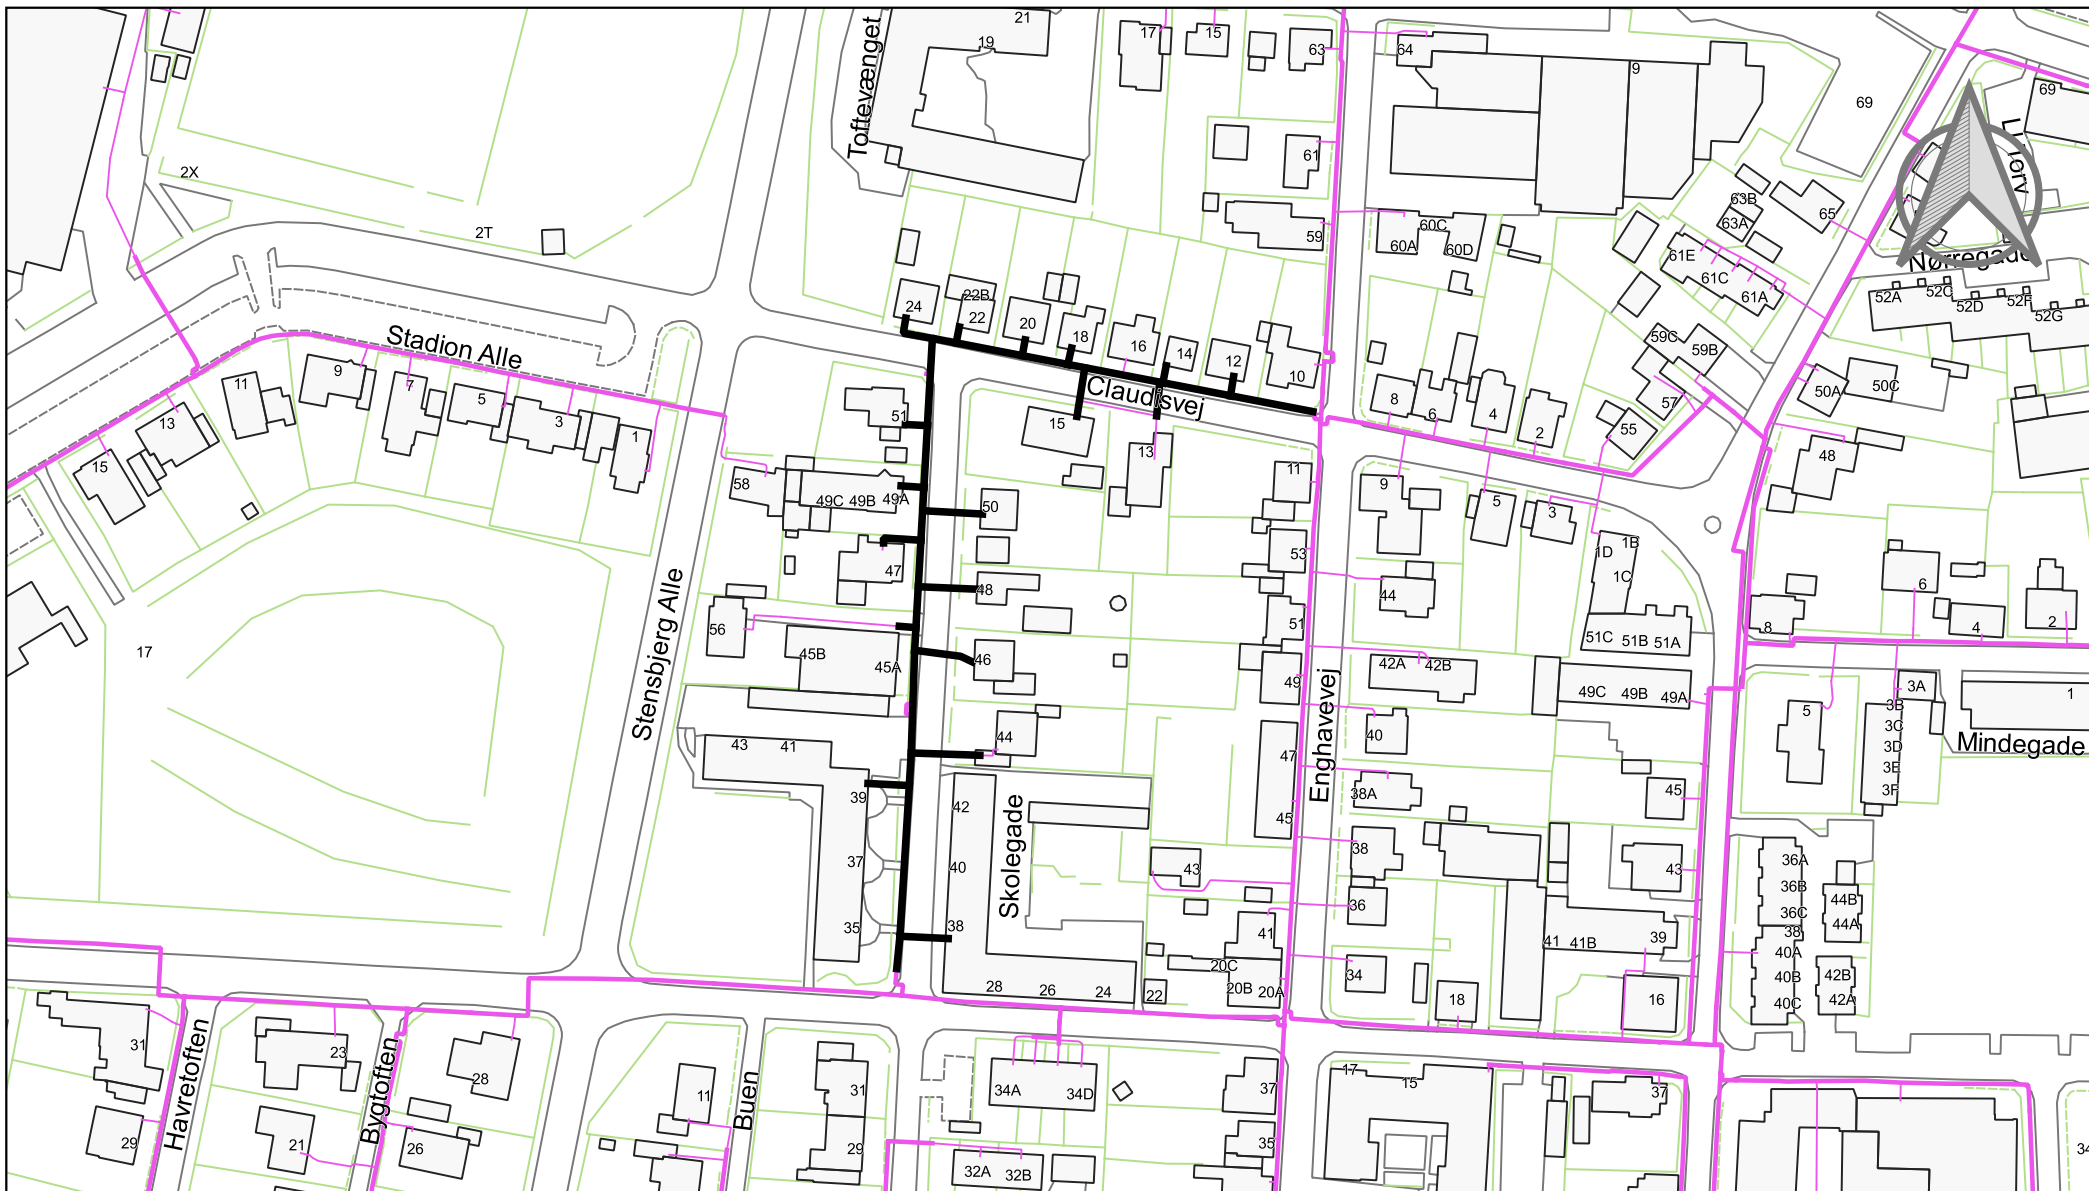 21
19
17
15
63
64
9
69
69
Toftevænget
61
2X
2T
63B
63A
65
59
60C
60A
60D
61E
61C
61A
Nørregade
52A
52C
52D
52F
52G
24
22B
22
20
18
16
14
12
10
Stadion Alle
9
7
5
3
1
11
13
15
Claudisvej
8
6
4
2
59C
59B
57
55
50A
50C
48
51
15
13
11
58
49C
49B
49A
50
9
5
3
1D
1B
1C
47
48
53
44
51
56
45B
45A
46
49
42A
42B
51C
51B
51A
49C
49B
49A
8
6
4
2
17
Stensbjerg Alle
43
41
44
40
47
38A
45
45
Enghavevej
5
3A
3B
3C
3D
3E
3F
1
Mindegade
39
42
37
40
35
38
Skolegade
43
38
36
43
41
34
41
41B
39
36A
36B
36C
38
40A
40B
40C
44B
44A
42B
42A
28
26
24
22
20C
20B
20A
18
16
31
23
28
Havretoften
Bygtoften
29
21
26
11
Buen
31
29
34A
34D
32A
32B
37
35
17
15
37
34